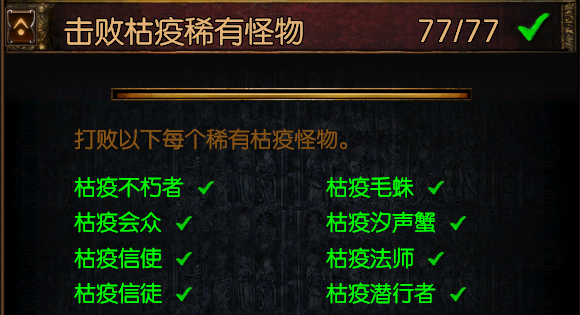 击败枯疫稀有怪物 77/77
打败以下每个稀有枯疫怪物。
枯疫不朽者 枯疫毛蛛
枯疫会众 枯疫汐声蟹
枯疫信使 枯疫法师
枯疫信徒 枯疫潜行者